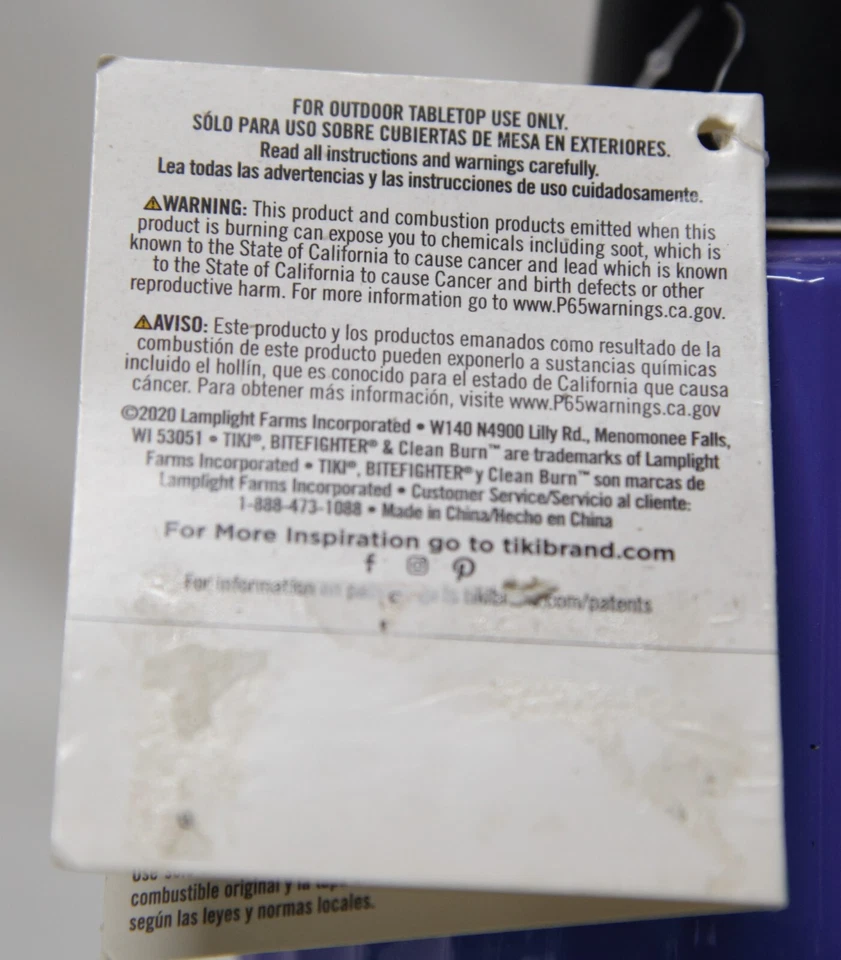 FOR OUTDOOR TABLETOP USE ONLY.
SÓLO PARA USO SOBRE CUBIERTAS DE MESA EN EXTERIORES.
Read all instructions and warnings carefully.
Lea todas las advertencias y las instrucciones de uso cuidadosamente.
⚠WARNING: This product and combustion products emitted when this
product is burning can expose you to chemicals including soot, which is
known to the State of California to cause cancer and lead which is known
to the State of California to cause Cancer and birth defects or other
reproductive harm. For more information go to www.P65warnings.ca.gov.
⚠AVISO: Este producto y los productos emanados como resultado de la
combustión de este producto pueden exponerlo a sustancias químicas
incluido el hollín, que es conocido para el estado de California que causa
cáncer. Para obtener más información, visite www.P65warnings.ca.gov
©2020 Lamplight Farms Incorporated • W140 N4900 Lilly Rd., Menomonee Falls,
WI 53051 • TIKI®, BITEFIGHTER® & Clean Burn™ are trademarks of Lamplight
Farms Incorporated • TIKI®, BITEFIGHTER® y Clean Burn™ son marcas de
Lamplight Farms Incorporated • Customer Service/Servicio al cliente:
1-888-473-1088 • Made in China/Hecho en China
For More Inspiration go to tikibrand.com
For information on com/patents
combustible original y la
según las leyes y normas locales.